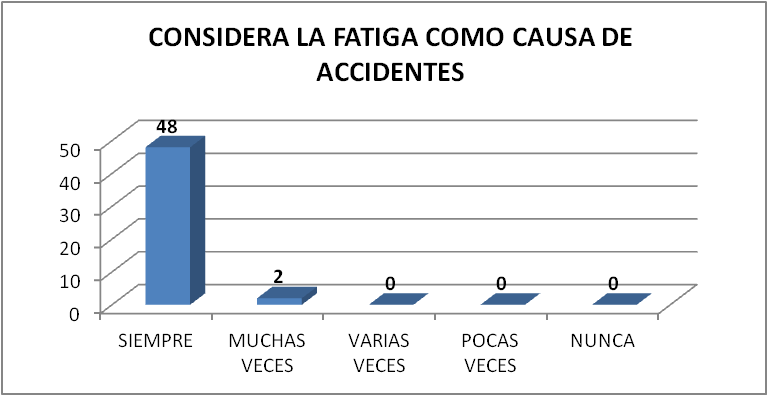 CONSIDERA LA FATIGA COMO CAUSA DE
ACCIDENTES
48
50
40
30
20
10
0
2
0
0
0
SIEMPRE
MUCHAS
VECES
VARIAS
VECES
POCAS
VECES
NUNCA